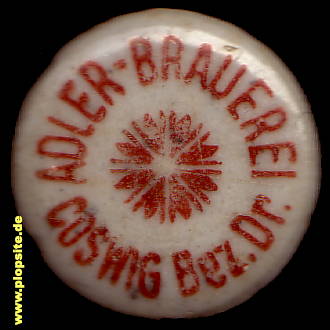 ADLER-BRAUEREI
COSWIG Bez. Dr.
www.plopsite.de